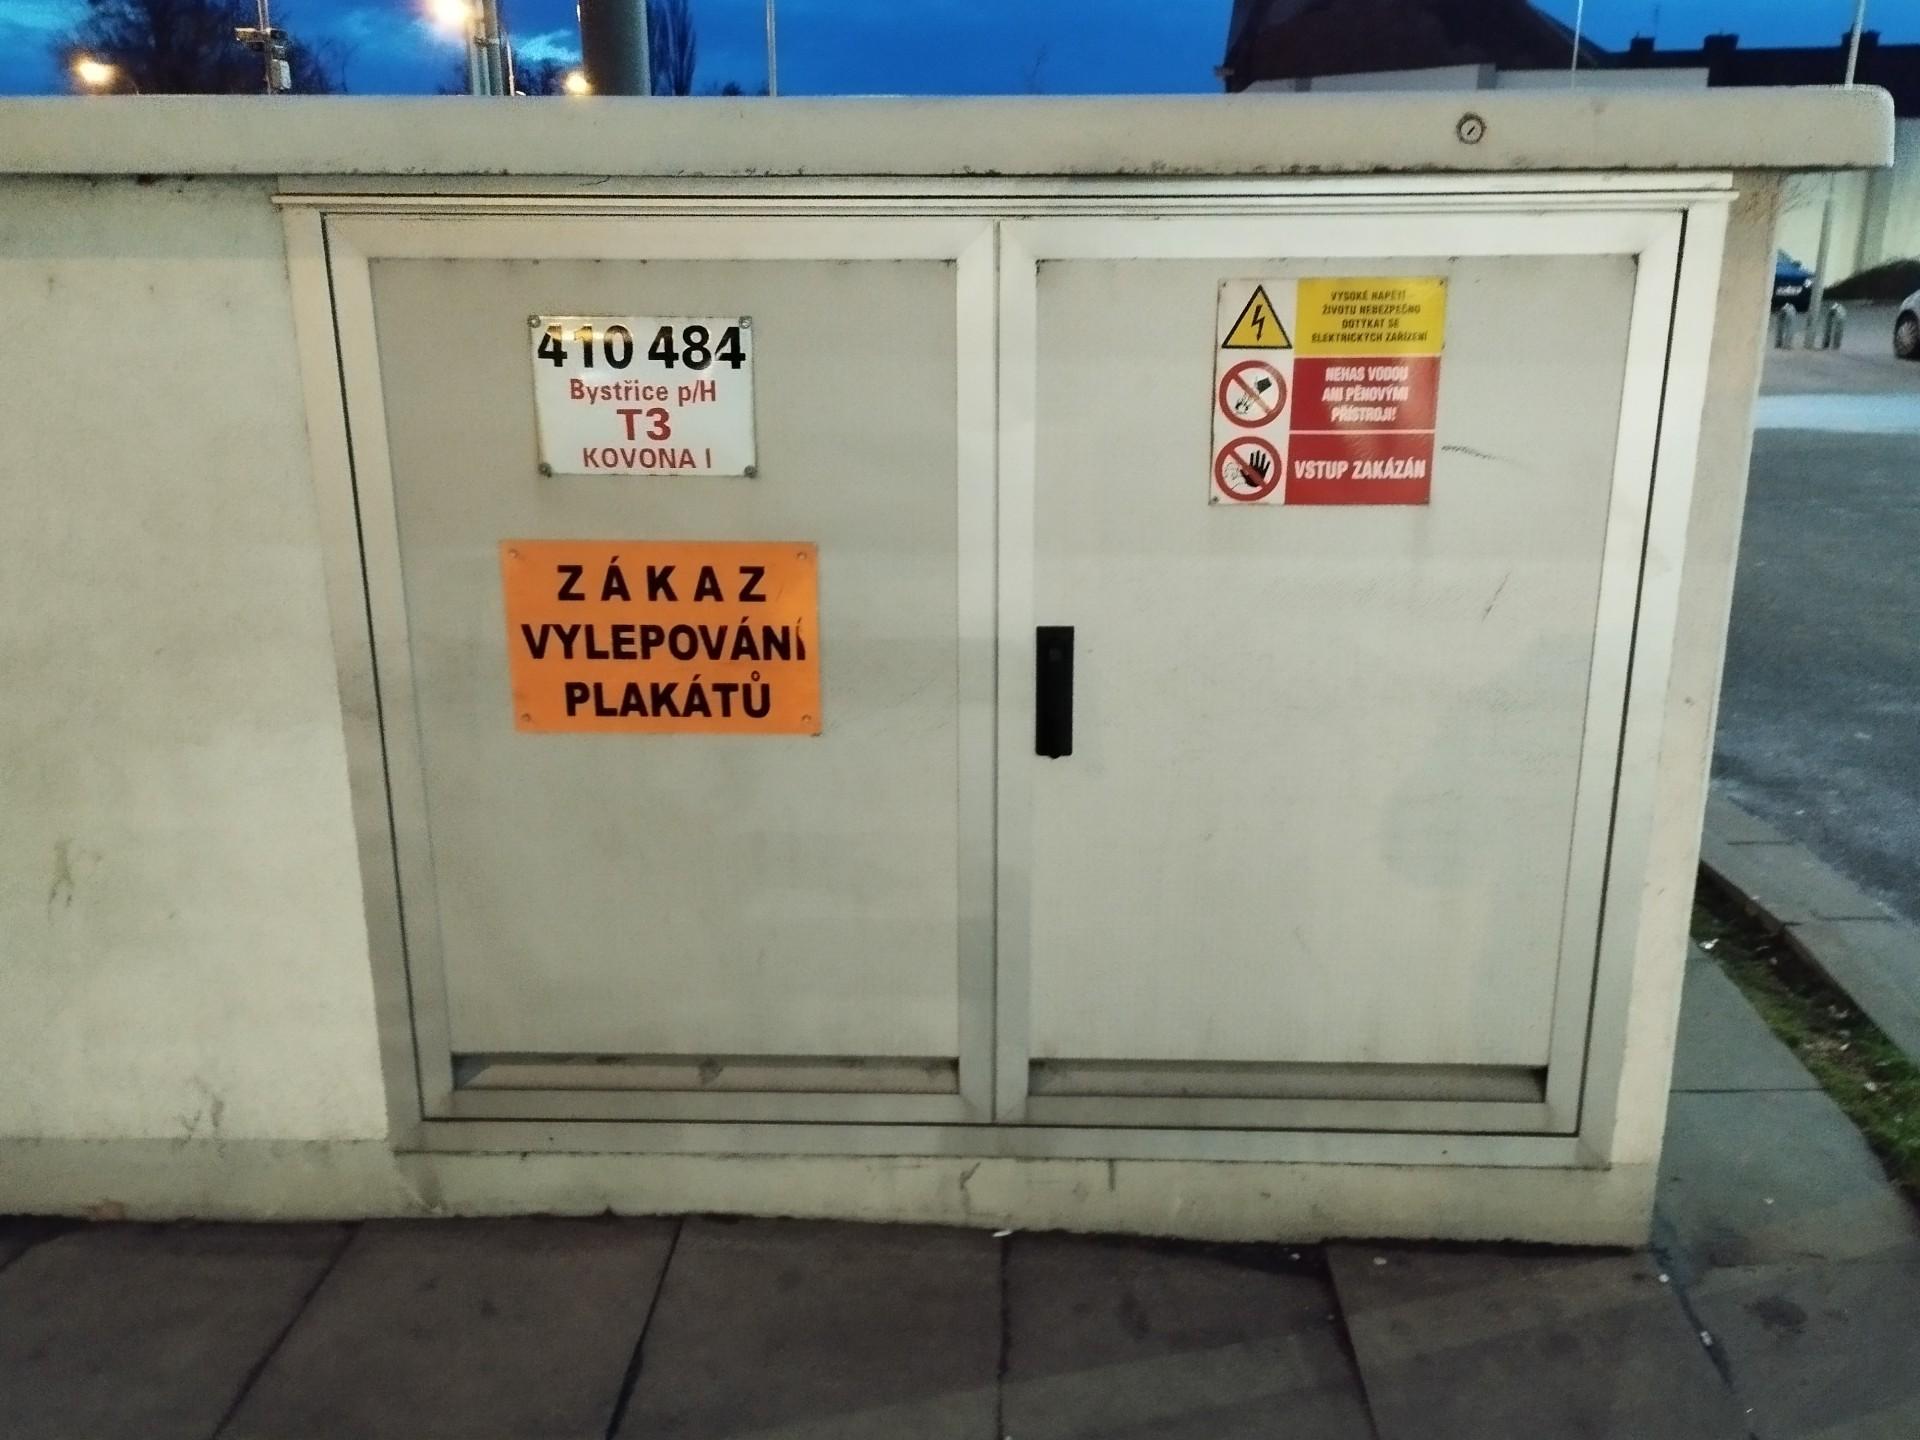 410 484
Bystřice p/H
T3
KOVONA I
ZÁKAZ
VYLEPOVÁNÍ
PLAKÁTŮ
VYSOKÉ NAPĚTÍ
ŽIVOTU NEBEZPEČNO
DOTÝKAT SE
ELEKTRICKÝCH ZAŘÍZENÍ
NEHAS VODOU
ANI PĚNOVÝMI
PŘÍSTROJI!
VSTUP ZAKÁZÁN